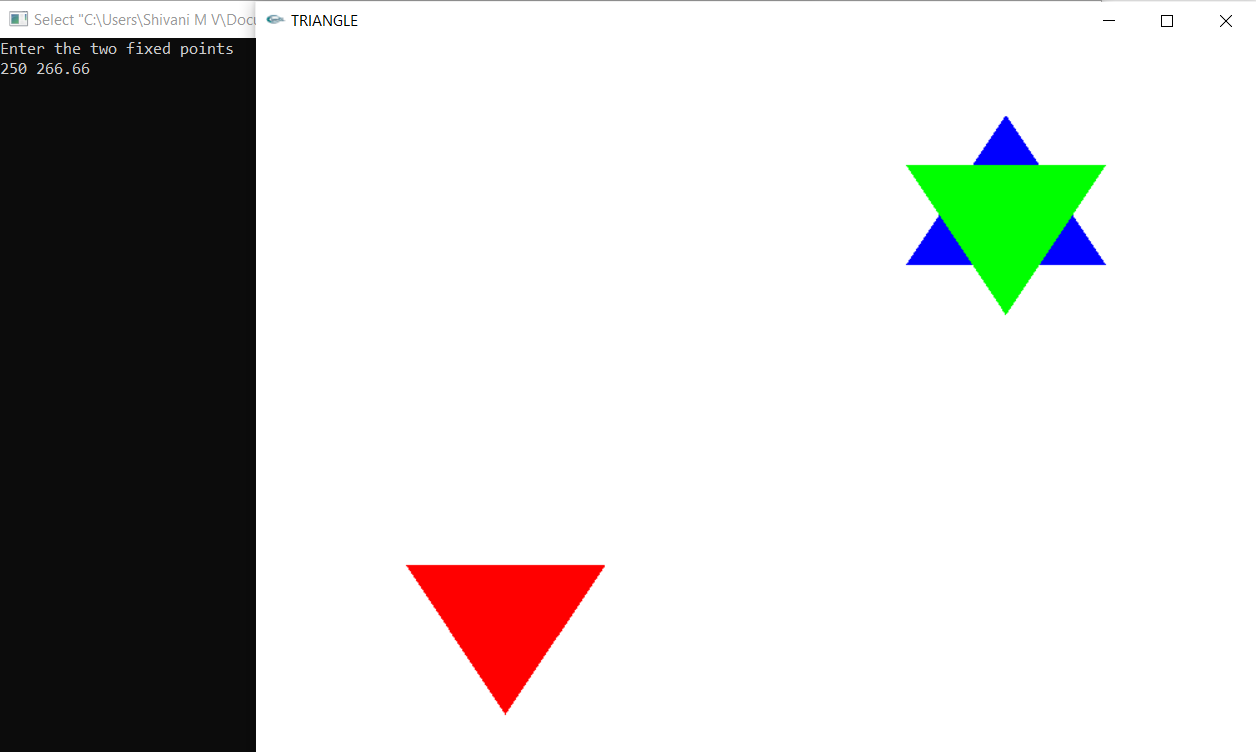 Select "C:\Users\Shivani M V\Docu
TRIANGLE
Enter the two fixed points
250 266.66